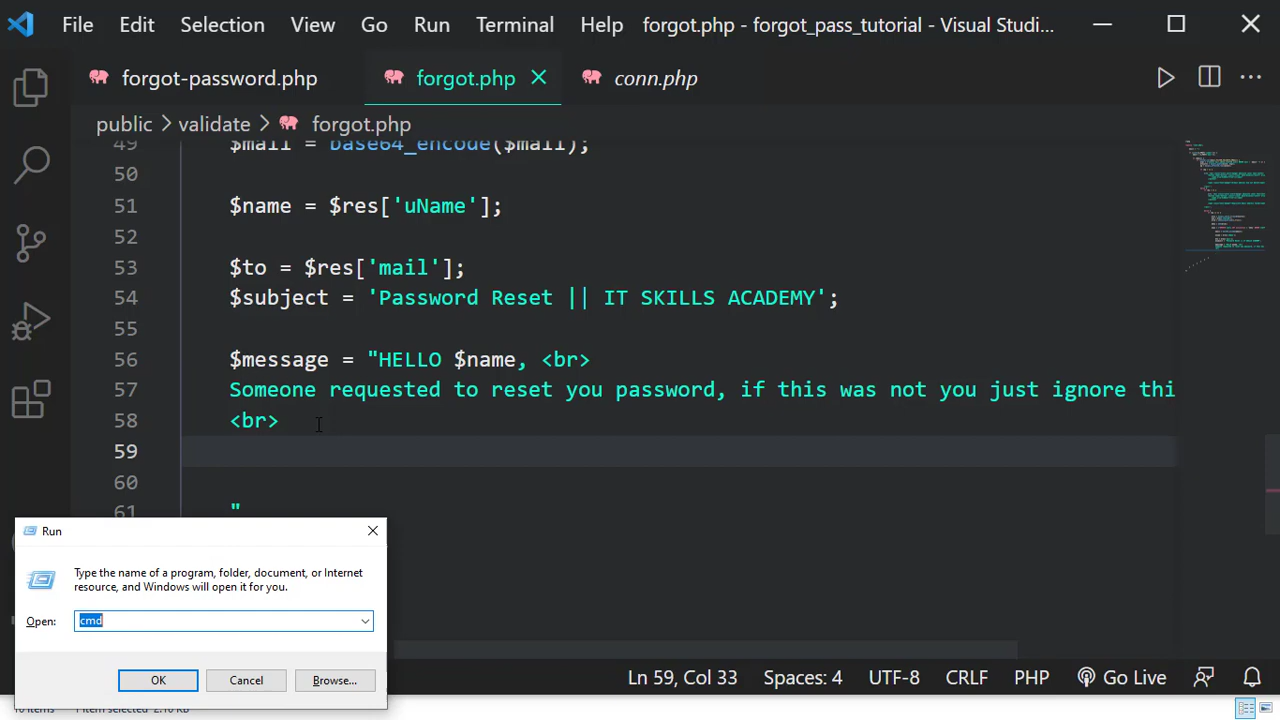 File Edit Selection View Go Run Terminal Help forgot.php - forgot_pass_tutorial - Visual Studi...
forgot-password.php forgot.php conn.php
public > validate > forgot.php
49 $mail = base64_encode($mail);
50
51 $name = $res['uName'];
52
53 $to = $res['mail'];
54 $subject = 'Password Reset || IT SKILLS ACADEMY';
55
56 $message = "HELLO $name, <br>
57 Someone requested to reset you password, if this was not you just ignore thi
58 <br>
59
60
61 "
Run
Type the name of a program, folder, document, or Internet
resource, and Windows will open it for you.
Open: cmd
OK Cancel Browse...
Ln 59, Col 33 Spaces: 4 UTF-8 CRLF PHP Go Live